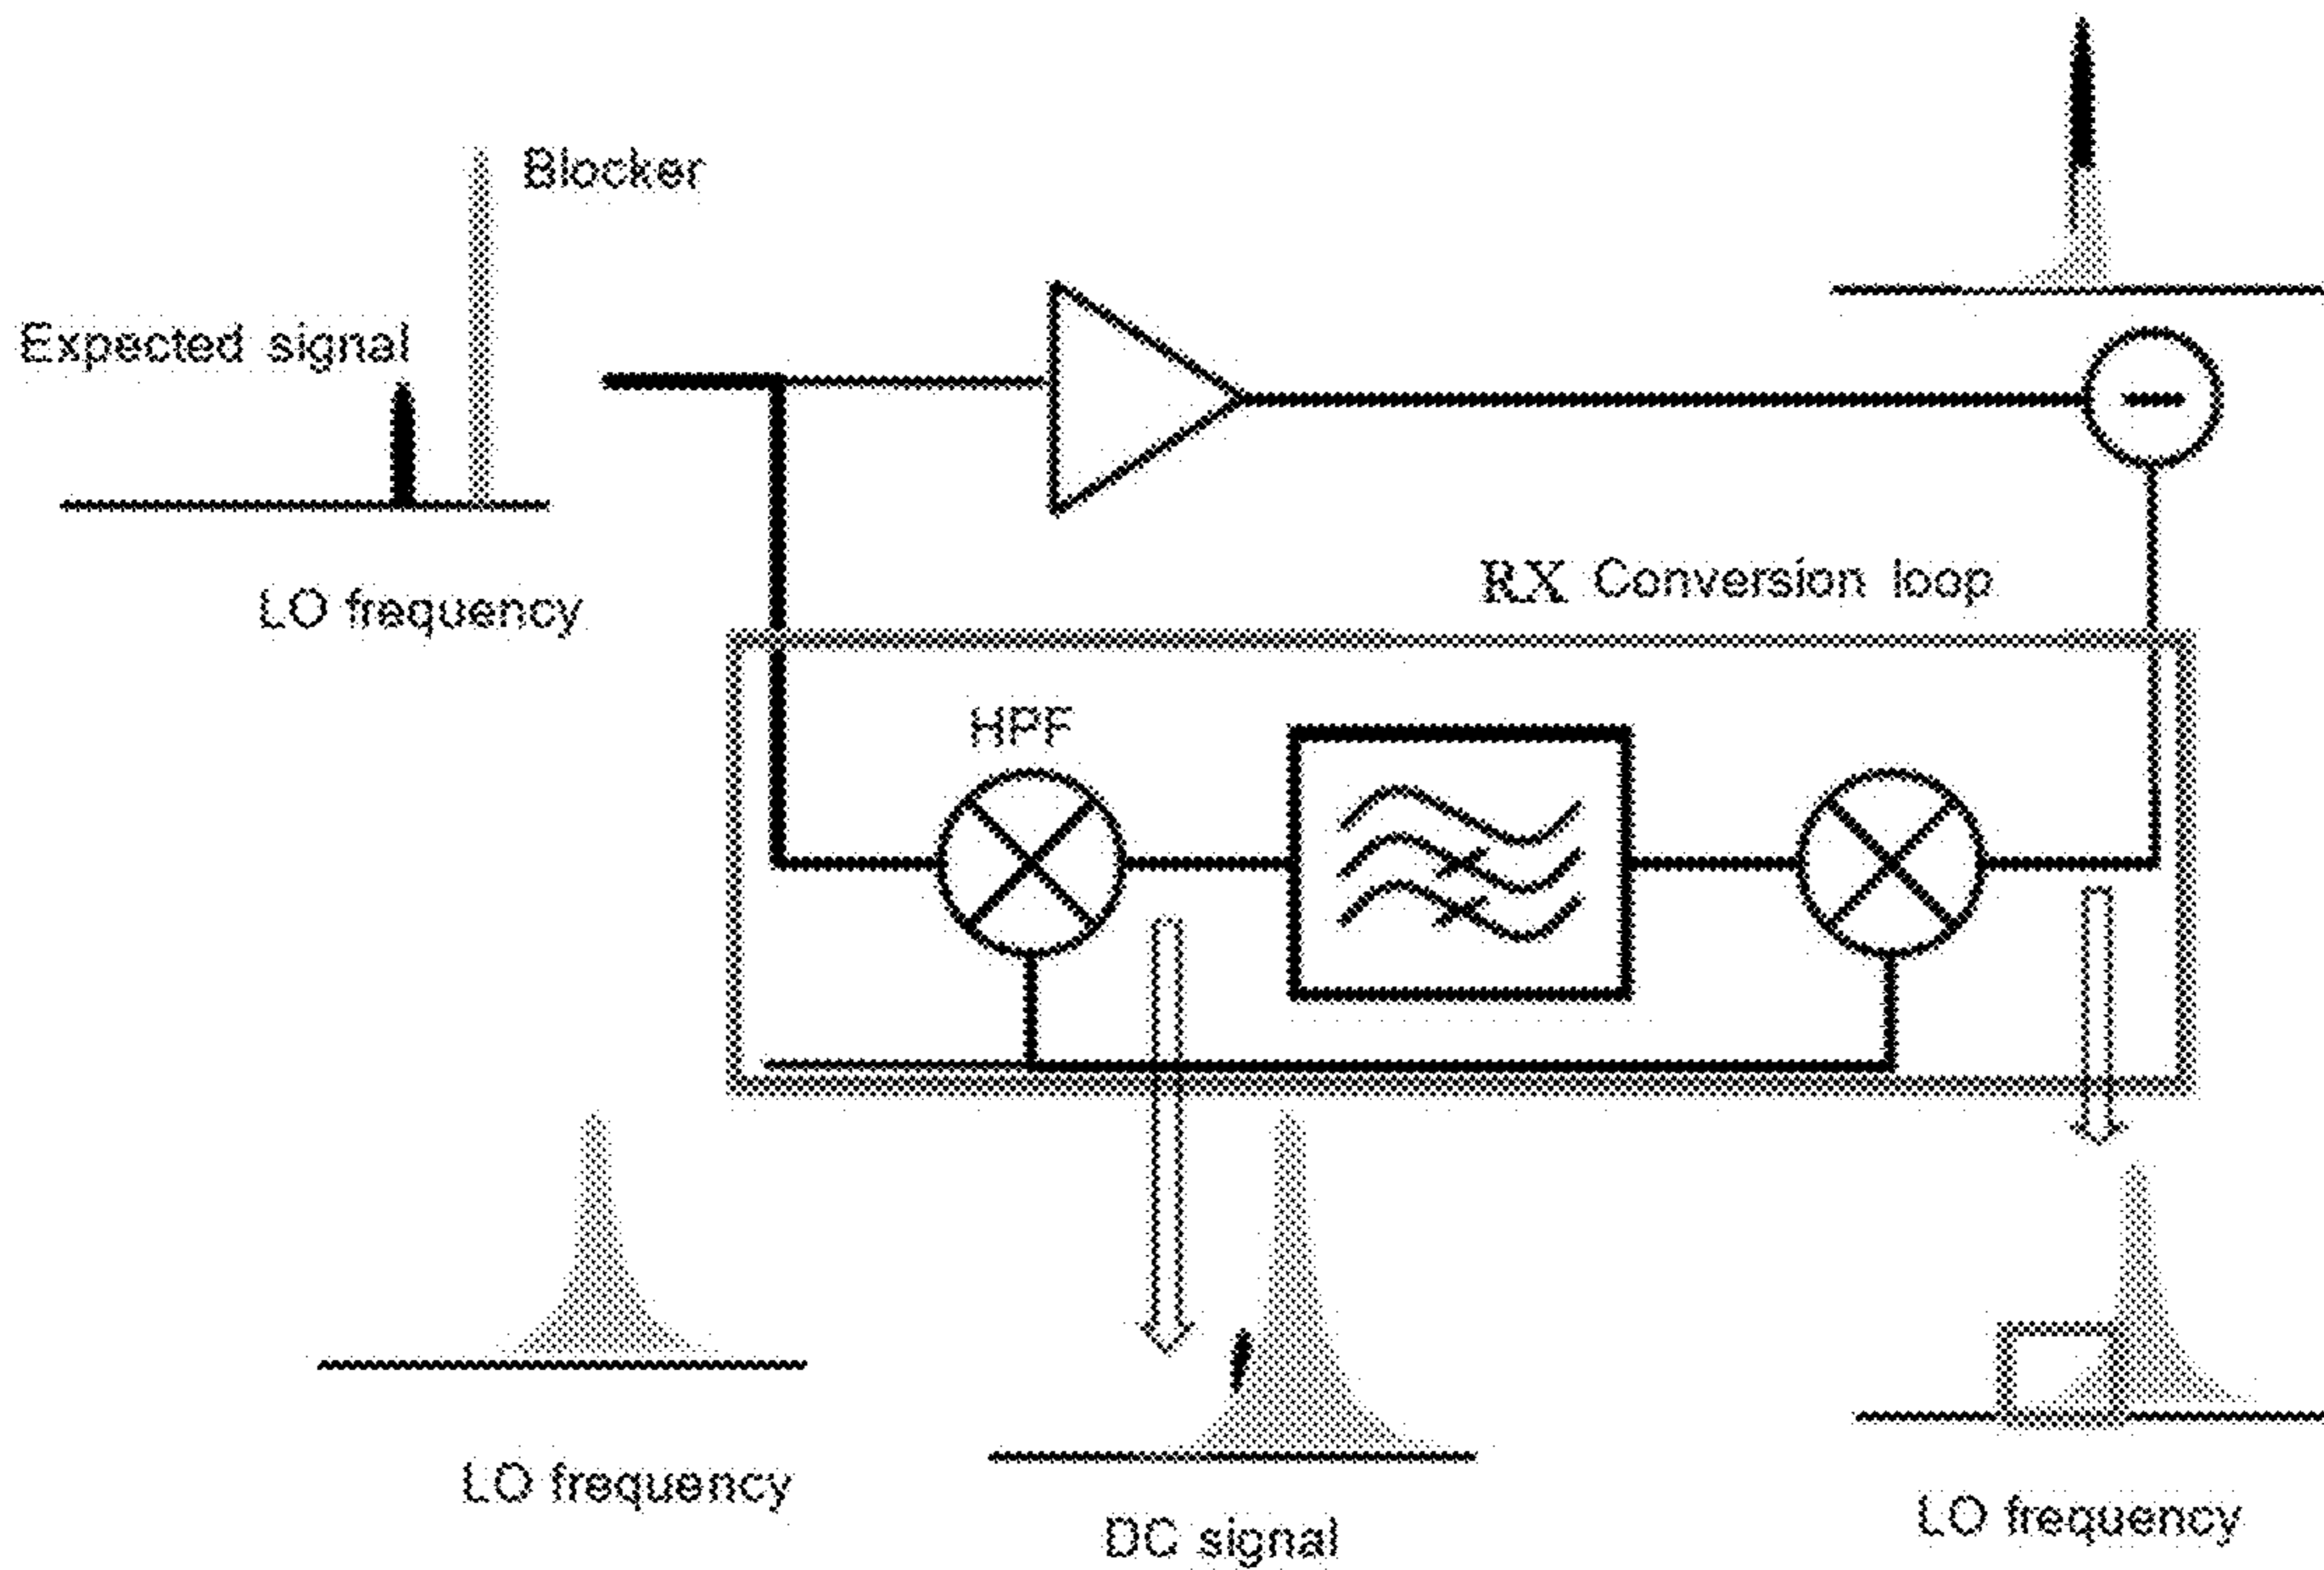 Blocker
Expected signal
LO frequency
RX Conversion loop
HPF
LO frequency
DC signal
LO frequency